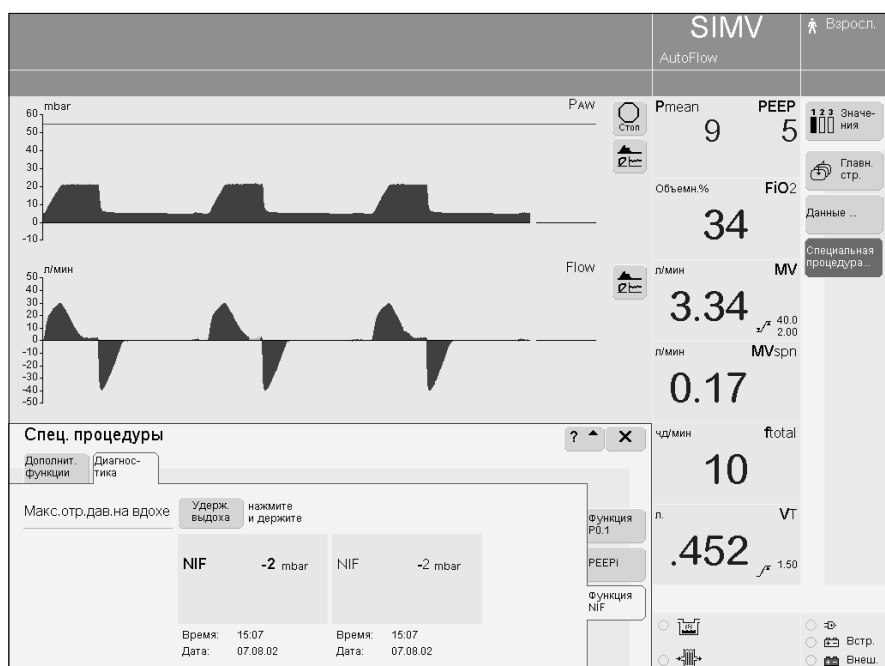 SIMV
AutoFlow
Взросл.
mbar
Paw
60
50
40
30
20
10
0
-10
Стоп
Pmean
PEEP
9
5
1 2 3
Значе-
ния
Главн.
стр.
Объемн.%
FiO2
34
Данные ...
Специальная
процедура...
л/мин
Flow
50
40
30
20
10
0
-10
-20
-30
-40
-50
л/мин
MV
3.34
40.0
2.00
л/мин
MVspn
0.17
Спец. процедуры
?
Дополнит.
функции
Диагнос-
тика
чд/мин
ftotal
10
Макс.отр.дав.на вдохе
Удерж.
выдоха
нажмите
и держите
Функция
P0.1
л.
VT
.452
1.50
NIF
-2 mbar
NIF
-2 mbar
PEEPi
Функция
NIF
Время: 15:07
Дата: 07.08.02
Время: 15:07
Дата: 07.08.02
Встр.
Внеш.